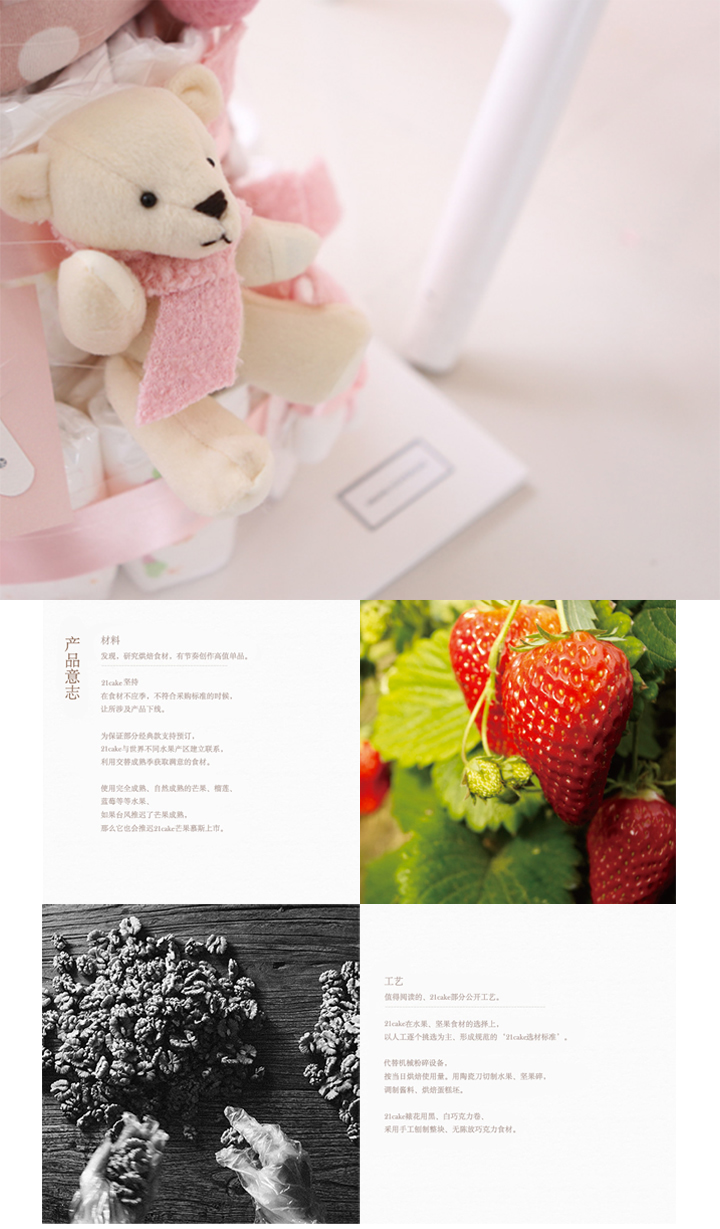 产品意志
材料
发现、研究烘焙食材，有节奏创作高值单品。
21cake 坚持
在食材不应季，不符合采购标准的时候，
让所涉及产品下线。
为保证部分经典款支持预订，
21cake与世界不同水果产区建立联系，
利用交替成熟季获取满意的食材。
使用完全成熟、自然成熟的芒果、榴莲、
蓝莓等等水果、
如果台风推迟了芒果成熟，
那么它也会推迟21cake芒果慕斯上市。
工艺
值得阅读的、21cake部分公开工艺。
21cake在水果、坚果食材的选择上，
以人工逐个挑选为主、形成规范的“21cake选材标准”。
代替机械粉碎设备，
按当日烘焙使用量。用陶瓷刀切制水果、坚果碎，
调制酱料、烘焙蛋糕坯。
21cake裱花用黑、白巧克力卷、
采用手工刨制整块、无陈放巧克力食材。